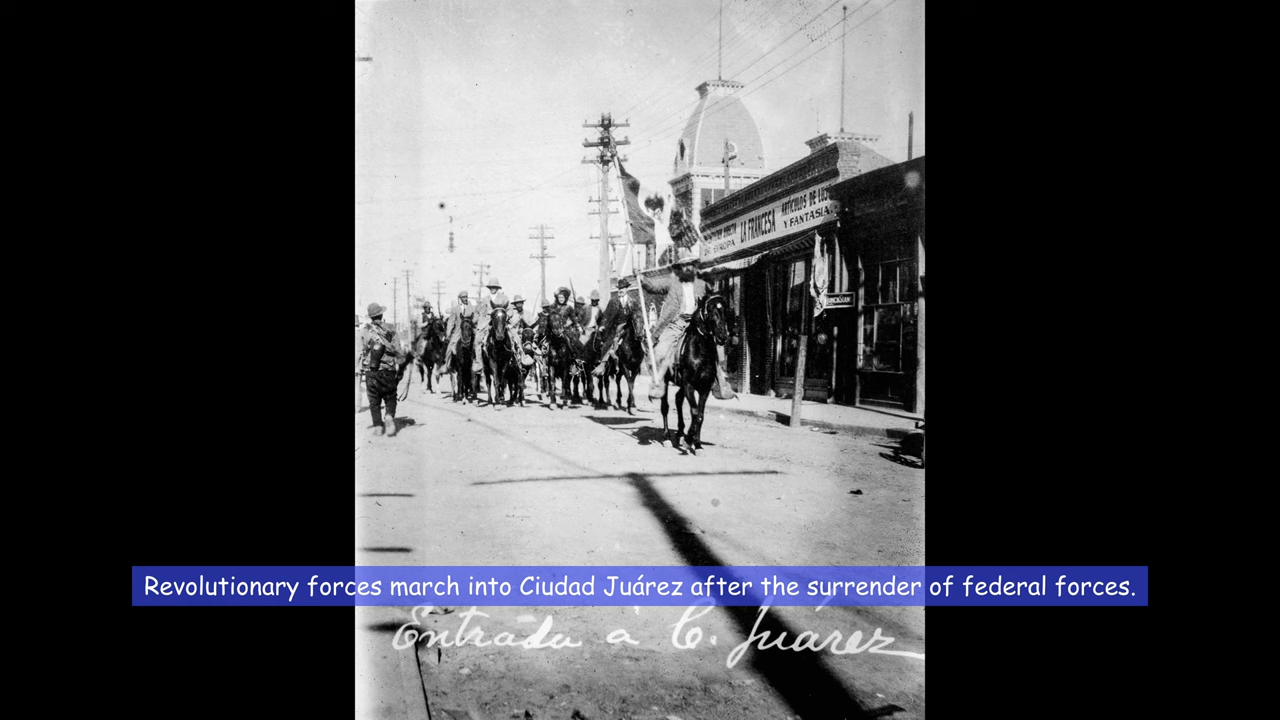 LA FRANCESA
ARTICULOS DE LUJO
Y FANTASIA
Revolutionary forces march into Ciudad Juárez after the surrender of federal forces.
Entrada á C. Juárez